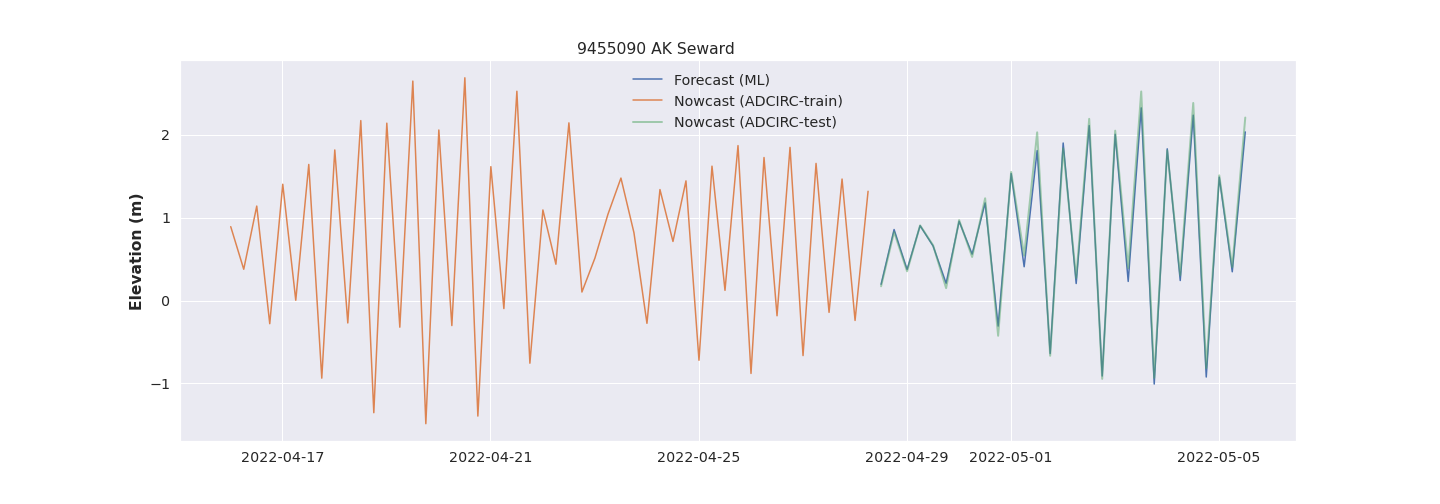 9455090 AK Seward
Forecast (ML)
Nowcast (ADCIRC-train)
Nowcast (ADCIRC-test)
Elevation (m)
2
1
0
−1
2022-04-17
2022-04-21
2022-04-25
2022-04-29
2022-05-01
2022-05-05